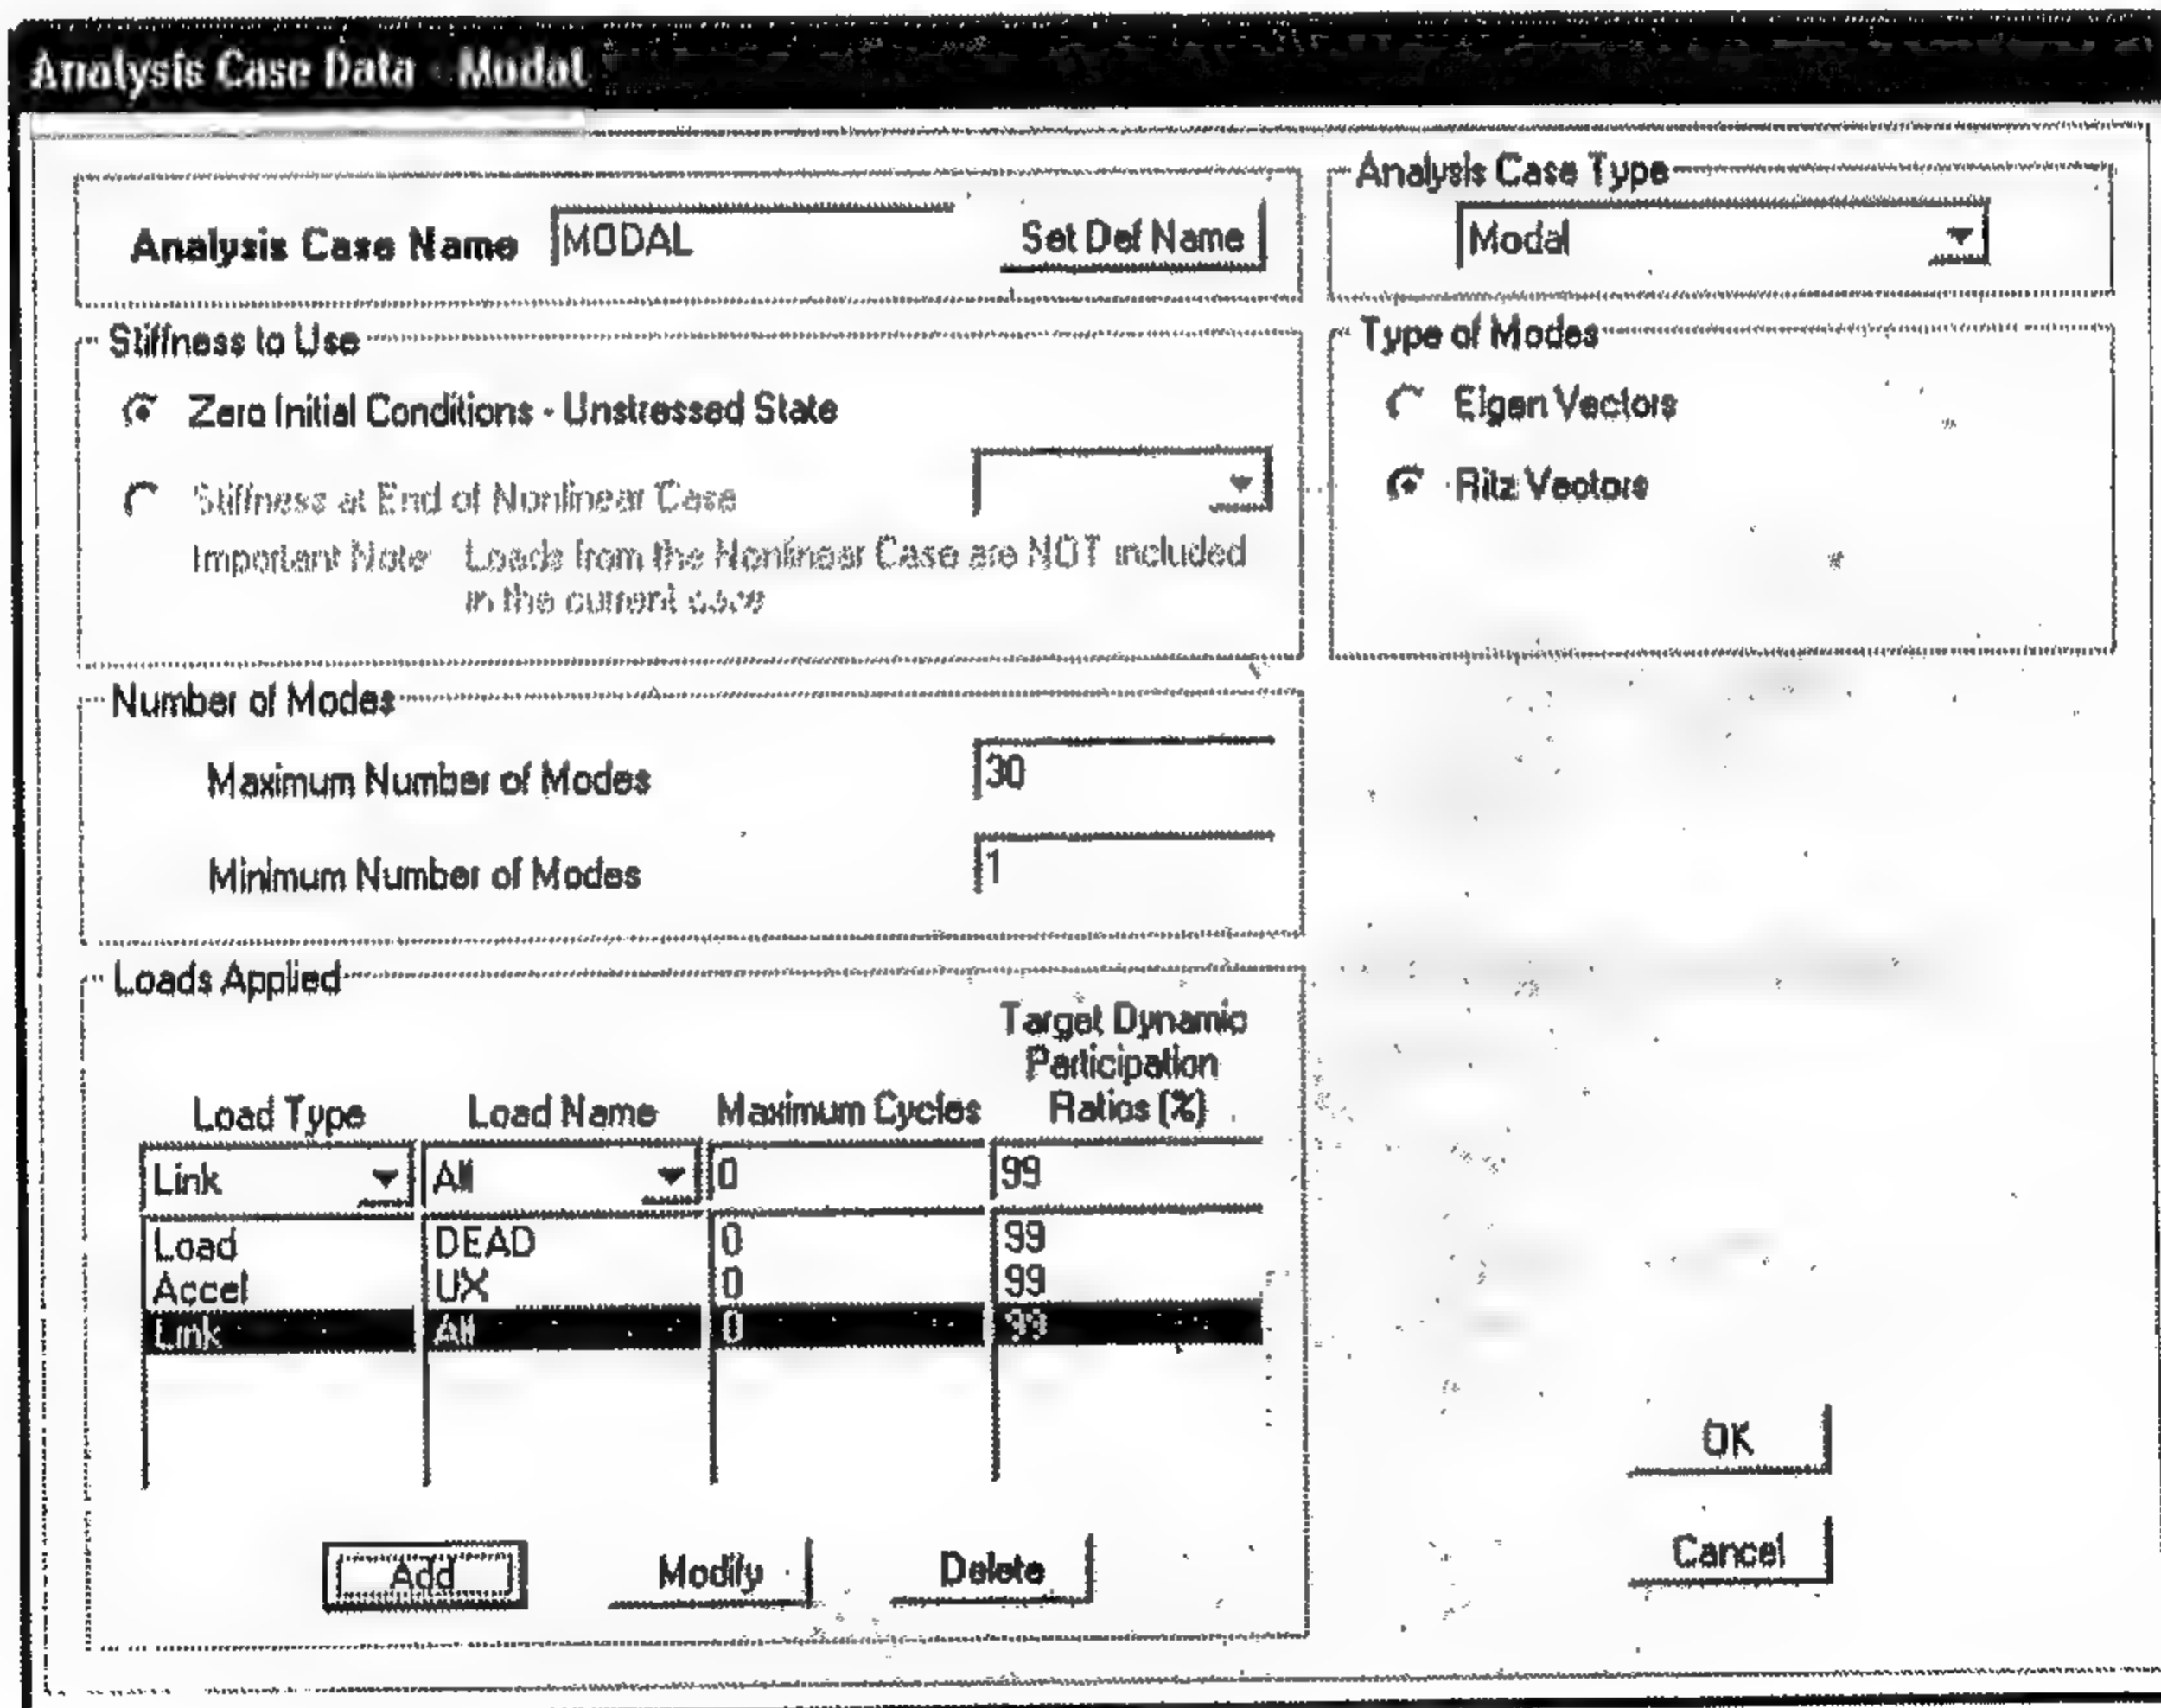 Analysis Case Data - Modal
Analysis Case Name MODAL Set Def Name
Analysis Case Type
Modal
Stiffness to Use
Zero Initial Conditions - Unstressed State
Stiffness at End of Nonlinear Case
Important Note: Loads from the Nonlinear Case are NOT included
in the current case
Type of Modes
Eigen Vectors
Ritz Vectors
Number of Modes
Maximum Number of Modes 30
Minimum Number of Modes 1
Loads Applied
Target Dynamic
Participation
Load Type Load Name Maximum Cycles Ratios (%)
Link All 0 99
Load DEAD 0 99
Accel UX 0 99
Link All 0 99
Add Modify Delete
OK
Cancel